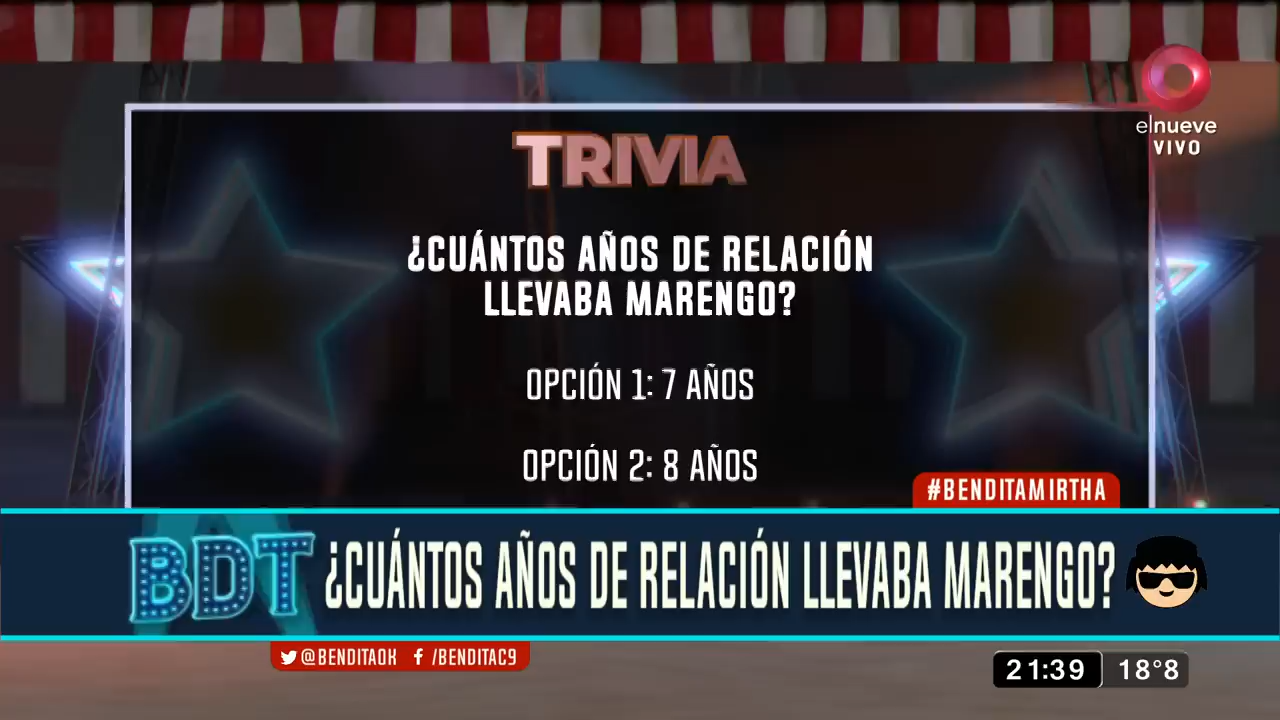 elnueve
VIVO
TRIVIA
¿CUÁNTOS AÑOS DE RELACIÓN
LLEVABA MARENGO?
OPCIÓN 1: 7 AÑOS
OPCIÓN 2: 8 AÑOS
#BENDITAMIRTHA
BDT ¿CUÁNTOS AÑOS DE RELACIÓN LLEVABA MARENGO?
@BENDITAOK /BENDITAC9
21:39 18°8